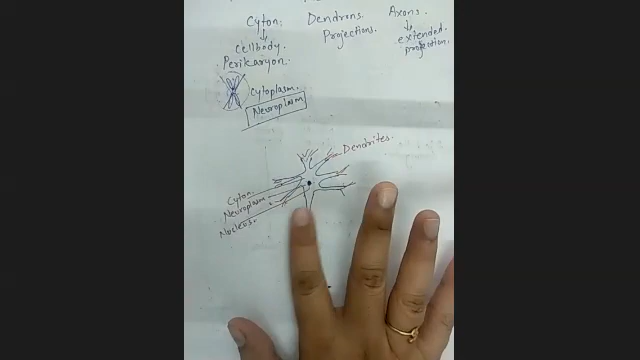 Cyton. Dendrons. Axons.
Cellbody. Projections. extended
Perikaryon. projection.
Cytoplasm.
Neuroplasm
Dendrites.
Cyton.
Neuroplasm
Nucleus.